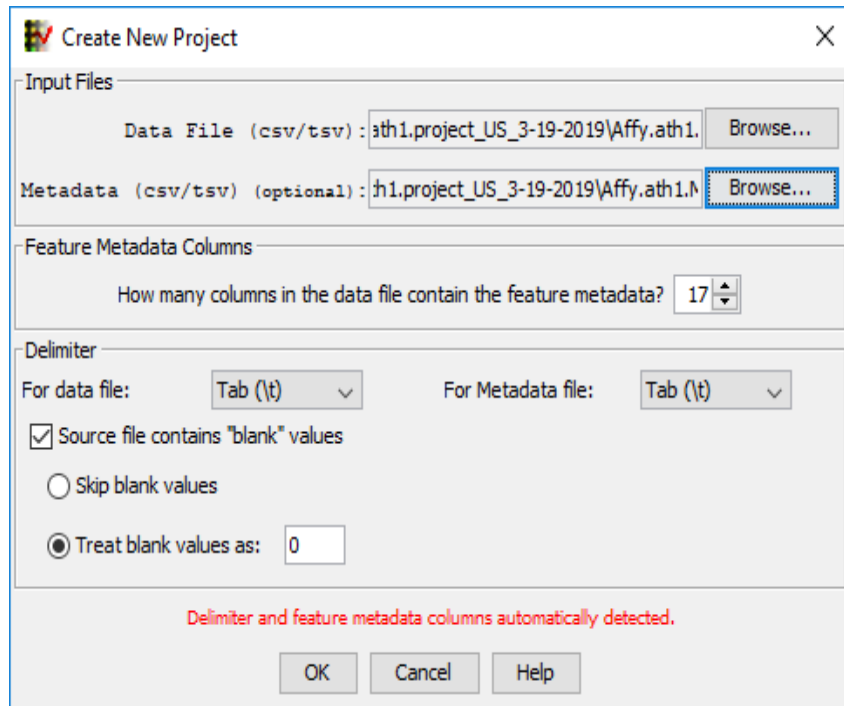 Create New Project
Input Files
Data File (csv/tsv): ath1.project_US_3-19-2019\Affy.ath1. Browse...
Metadata (csv/tsv) (optional): h1.project_US_3-19-2019\Affy.ath1.M Browse...
Feature Metadata Columns
How many columns in the data file contain the feature metadata? 17
Delimiter
For data file: Tab (\t) For Metadata file: Tab (\t)
Source file contains "blank" values
Skip blank values
Treat blank values as: 0
Delimiter and feature metadata columns automatically detected.
OK Cancel Help